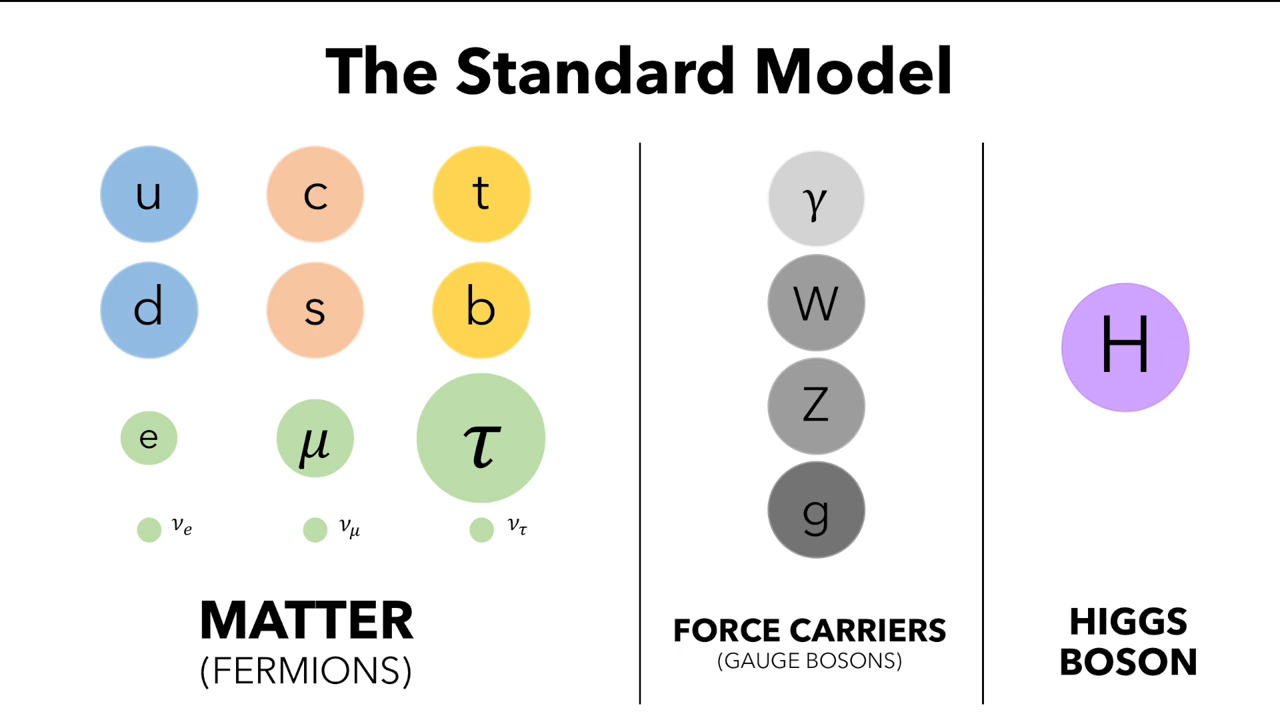 The Standard Model
u c t
d s b
e μ τ
νe νμ ντ
MATTER
(FERMIONS)
γ
W
Z
g
FORCE CARRIERS
(GAUGE BOSONS)
H
HIGGS
BOSON